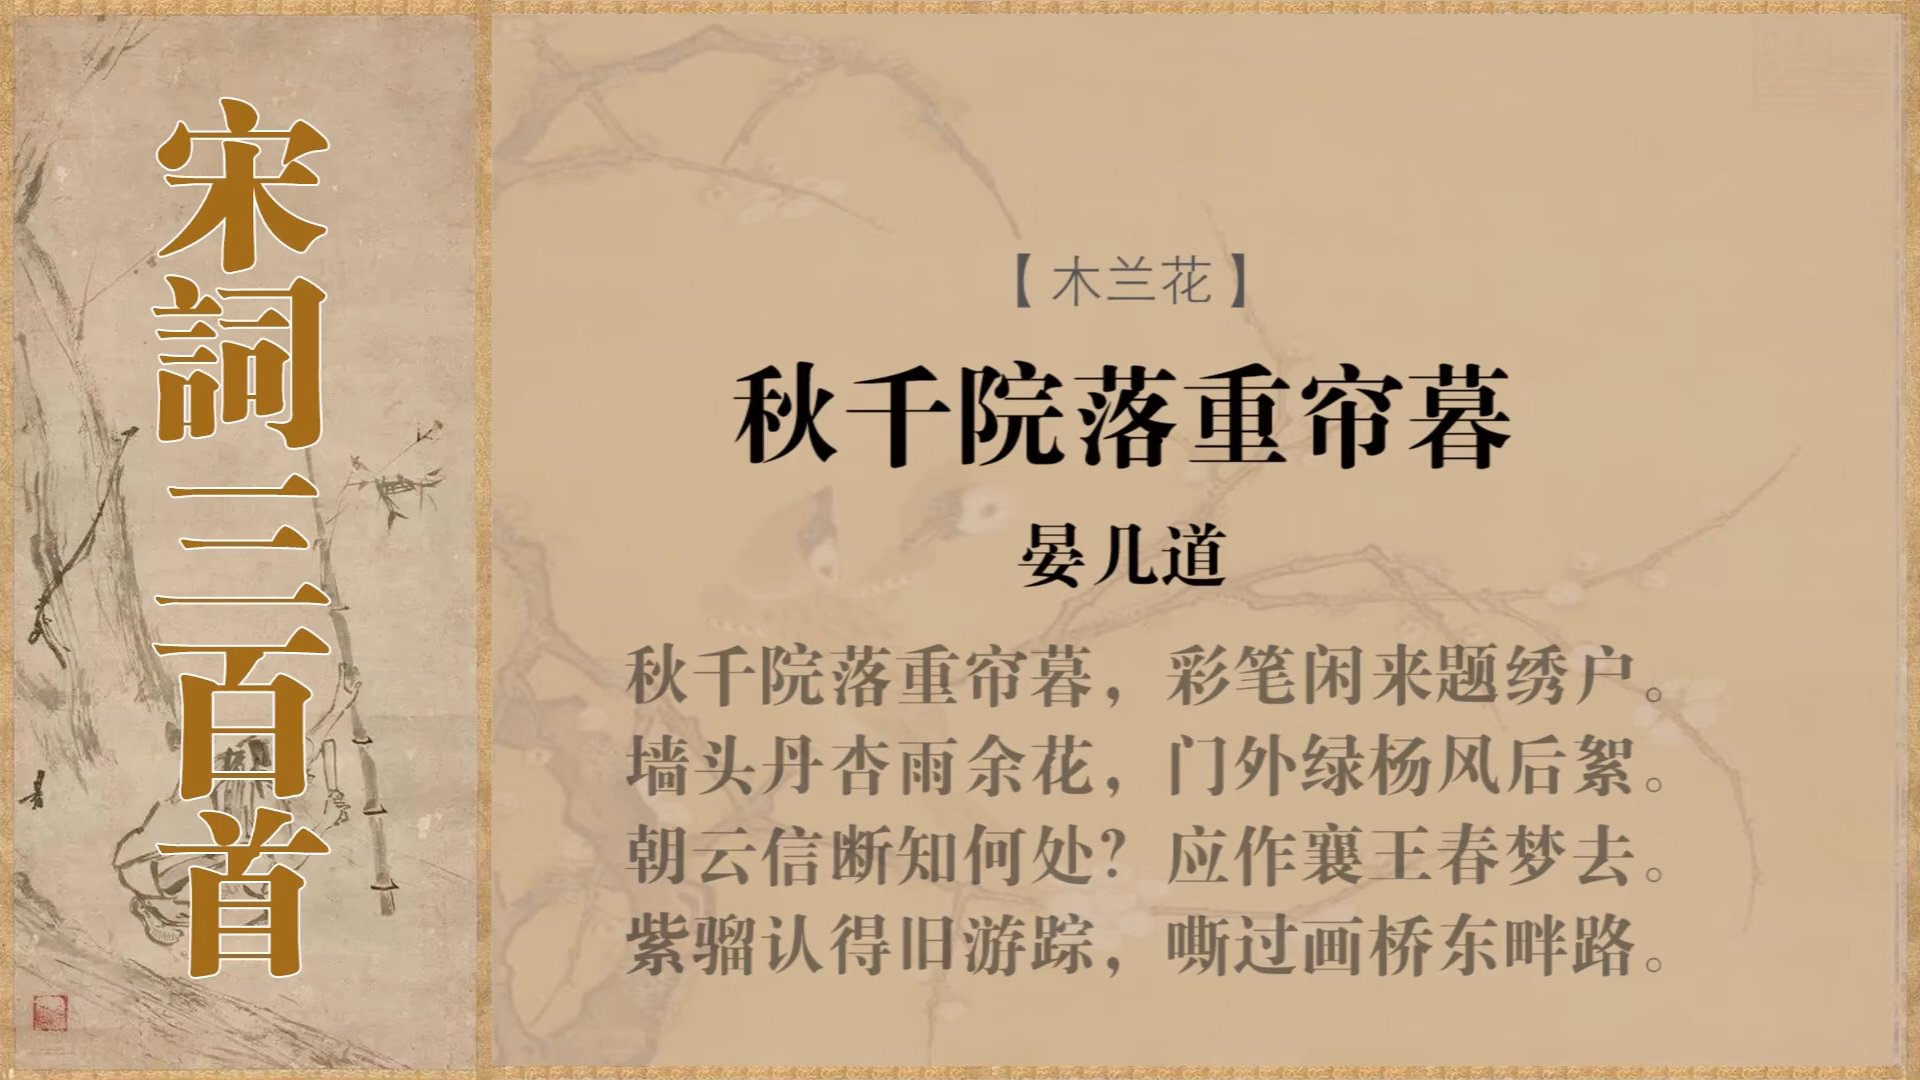 宋詞三百首
【木兰花】
秋千院落重帘暮
晏几道
秋千院落重帘暮，彩笔闲来题绣户。
墙头丹杏雨余花，门外绿杨风后絮。
朝云信断知何处？应作襄王春梦去。
紫骝认得旧游踪，嘶过画桥东畔路。